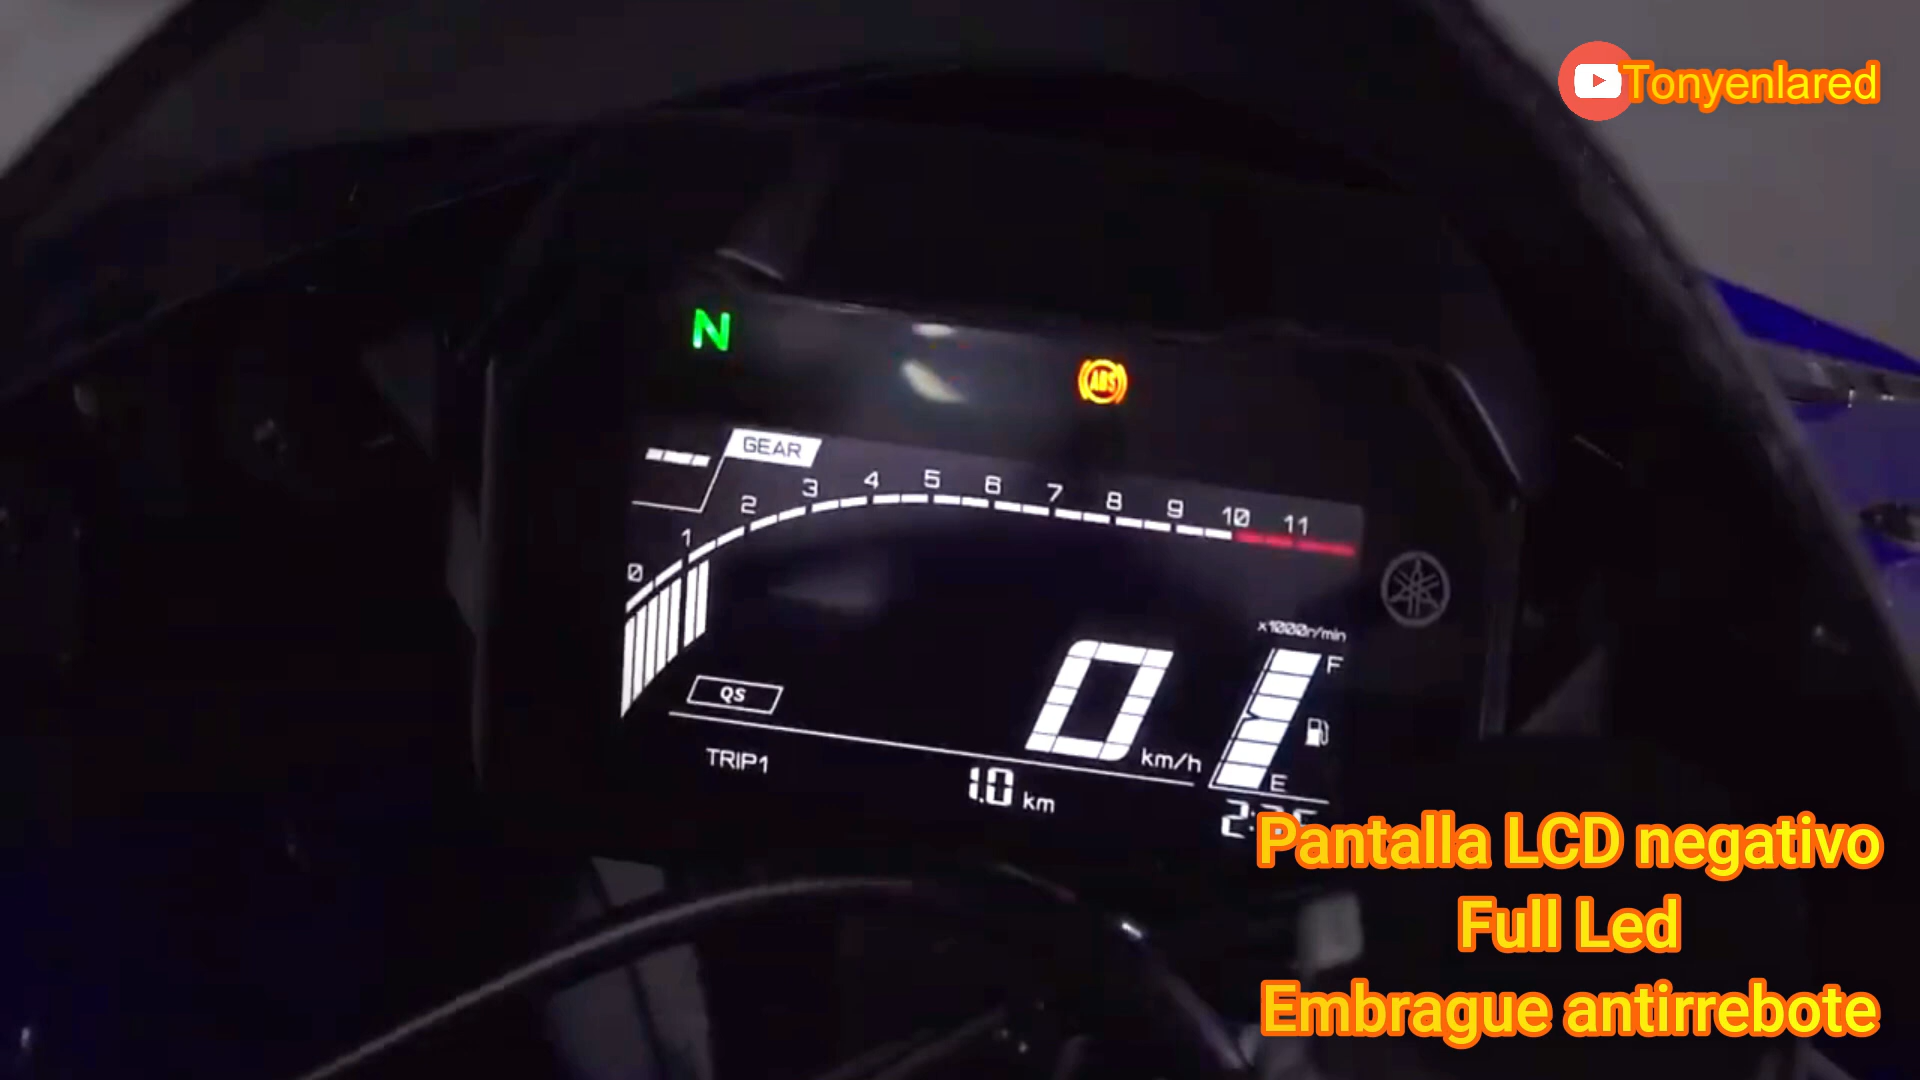 Tonyenlared
N
ABS
GEAR
0 1 2 3 4 5 6 7 8 9 10 11
x1000r/min
F
QS
0 km/h
E
TRIP1
1.0 km
Pantalla LCD negativo
Full Led
Embrague antirrebote